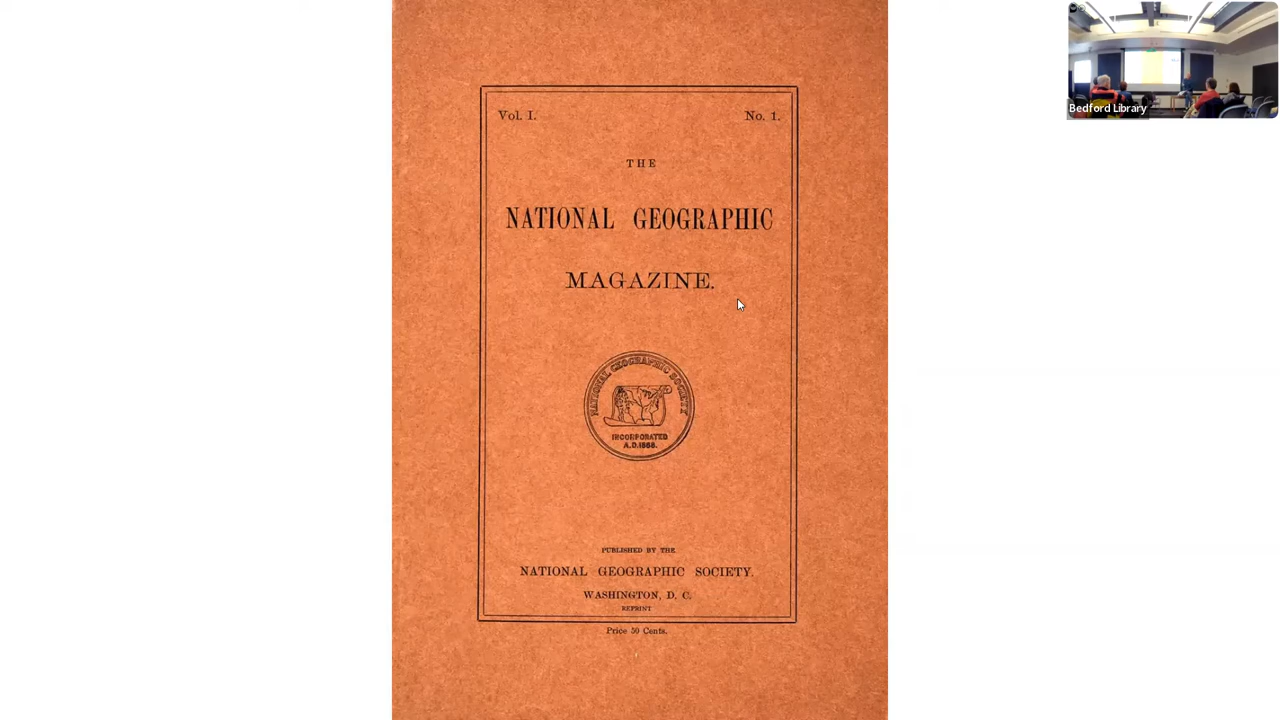 Vol. I. No. 1.
THE
NATIONAL GEOGRAPHIC
MAGAZINE.
NATIONAL GEOGRAPHIC SOCIETY
INCORPORATED
A.D.1888.
PUBLISHED BY THE
NATIONAL GEOGRAPHIC SOCIETY.
WASHINGTON, D. C.
REPRINT
Price 50 Cents.
Bedford Library